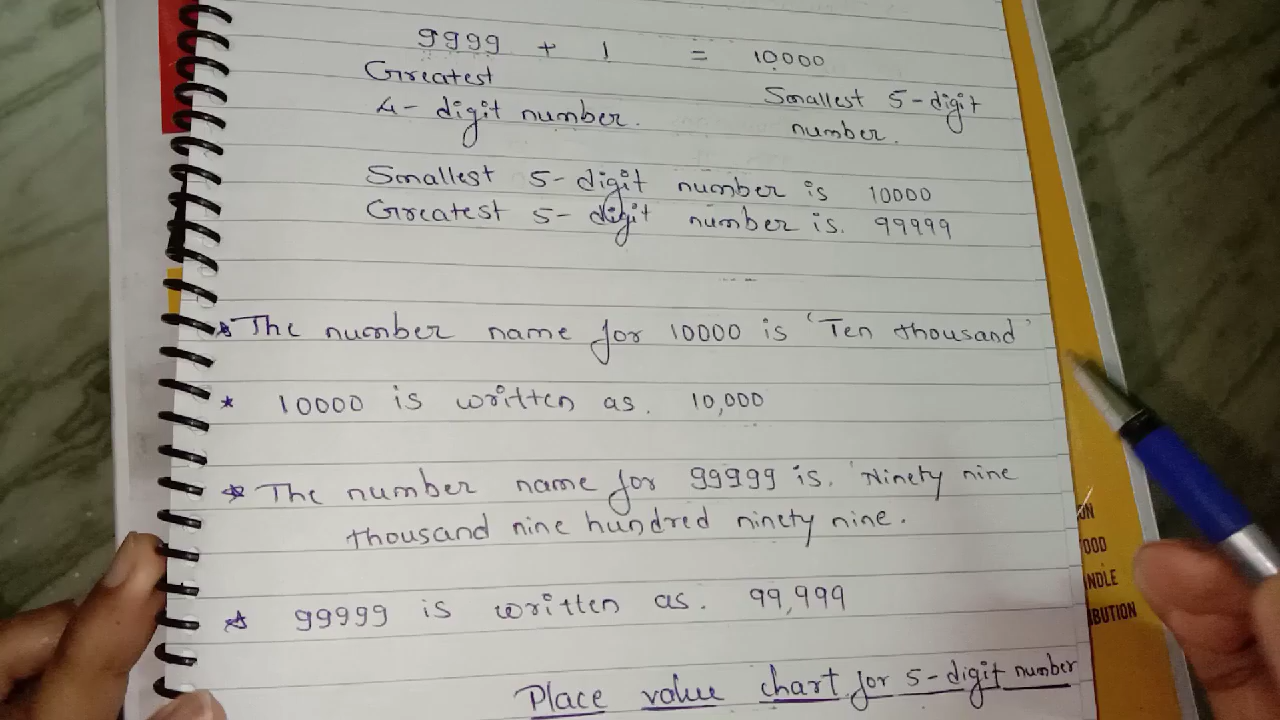 9999 + 1 = 10000
Greatest
4- digit number.
Smallest 5-digit
number.
Smallest 5-digit number is 10000
Greatest 5-digit number is. 99999
* The number name for 10000 is 'Ten thousand'
* 10000 is written as. 10,000
* The number name for 99999 is. 'Ninety nine
thousand nine hundred ninety nine.
* 99999 is written as. 99,999
Place value chart for 5-digit number